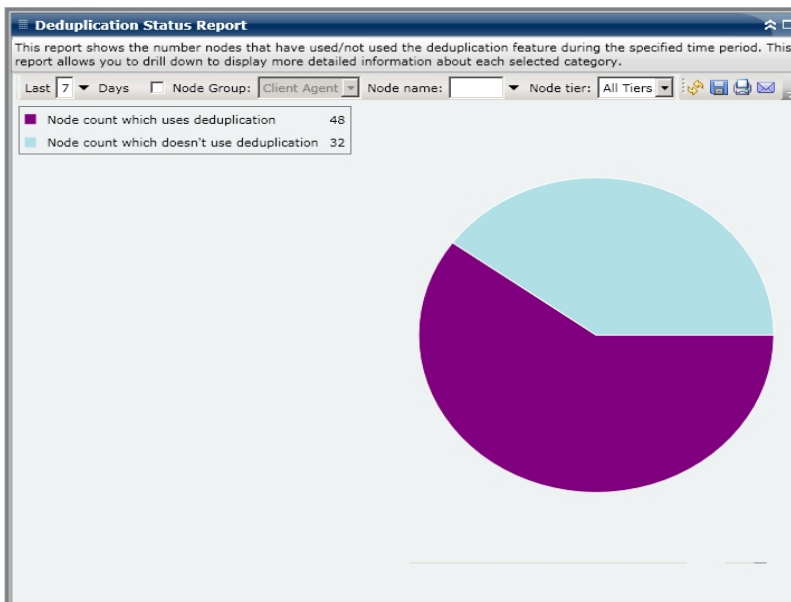 Deduplication Status Report
This report shows the number nodes that have used/not used the deduplication feature during the specified time period. This
report allows you to drill down to display more detailed information about each selected category.
Last 7 Days Node Group: Client Agent Node name: Node tier: All Tiers
Node count which uses deduplication 48
Node count which doesn't use deduplication 32